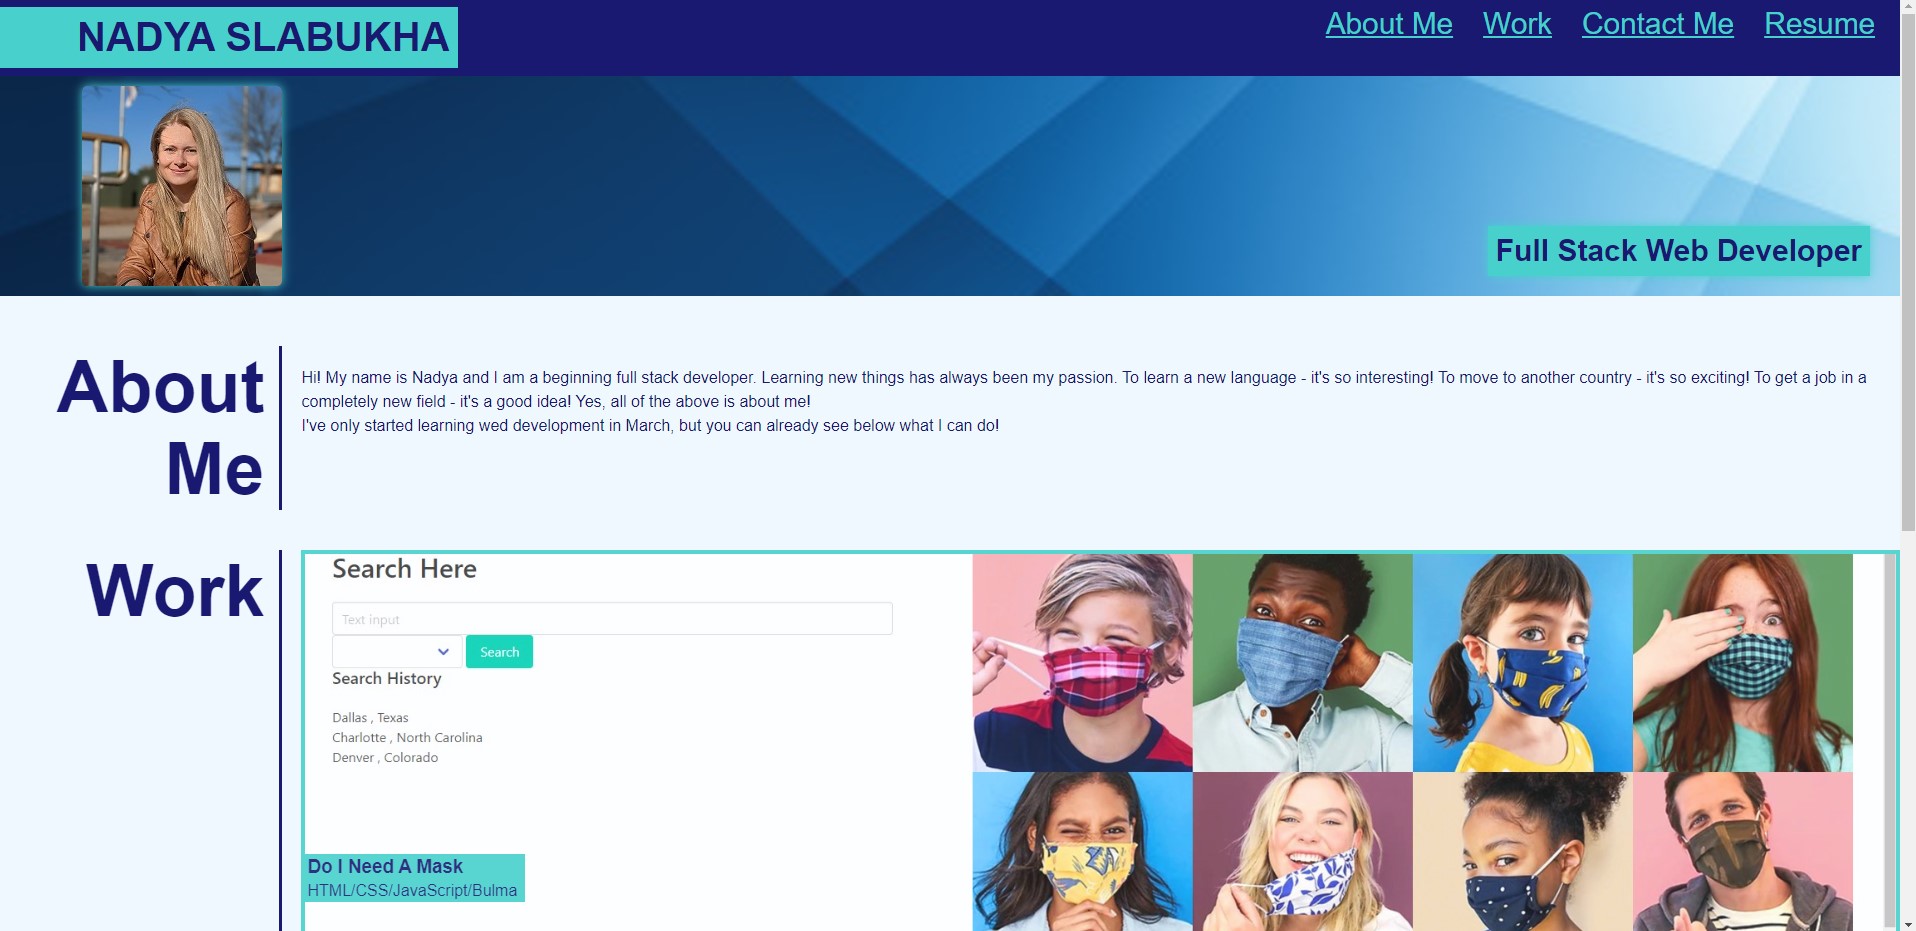 NADYA SLABUKHA
About Me Work Contact Me Resume
Full Stack Web Developer
About
Me
Hi! My name is Nadya and I am a beginning full stack developer. Learning new things has always been my passion. To learn a new language - it's so interesting! To move to another country - it's so exciting! To get a job in a
completely new field - it's a good idea! Yes, all of the above is about me!
I've only started learning wed development in March, but you can already see below what I can do!
Work
Search Here
Text input
Search
Search History
Dallas , Texas
Charlotte , North Carolina
Denver , Colorado
Do I Need A Mask
HTML/CSS/JavaScript/Bulma